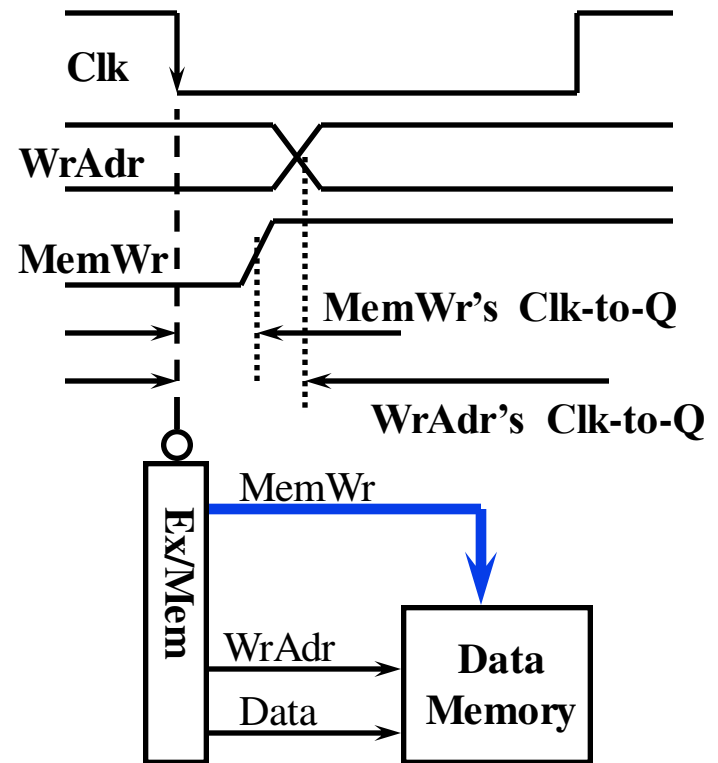 Clk
WrAdr
MemWr
MemWr's Clk-to-Q
WrAdr's Clk-to-Q
MemWr
Ex/Mem
WrAdr
Data
Data
Memory